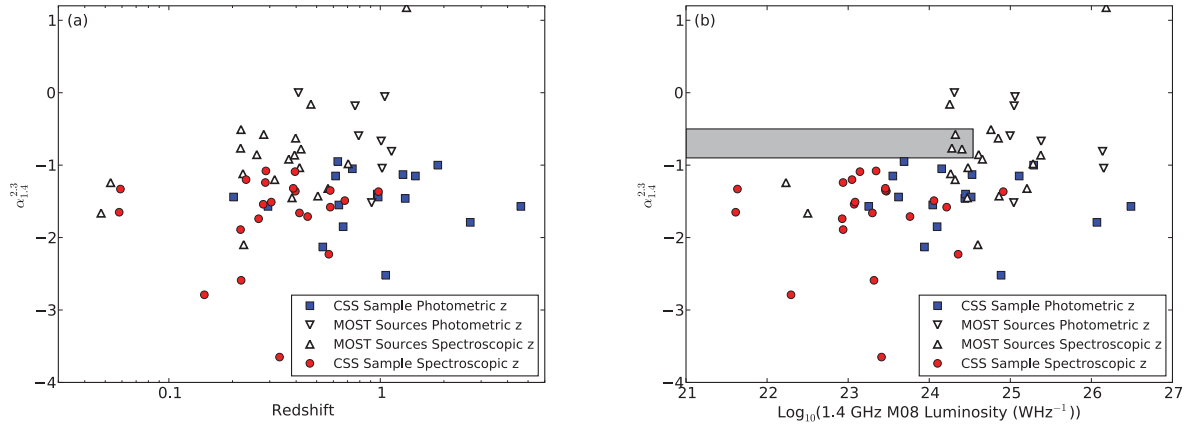 (a)
1
0
−1
−2
−3
−4
α 2.3 1.4
0.1
1
Redshift
CSS Sample Photometric z
MOST Sources Photometric z
MOST Sources Spectroscopic z
CSS Sample Spectroscopic z
(b)
1
0
−1
−2
−3
−4
α 2.3 1.4
21
22
23
24
25
26
27
Log10(1.4 GHz M08 Luminosity (WHz−1))
CSS Sample Photometric z
MOST Sources Photometric z
MOST Sources Spectroscopic z
CSS Sample Spectroscopic z